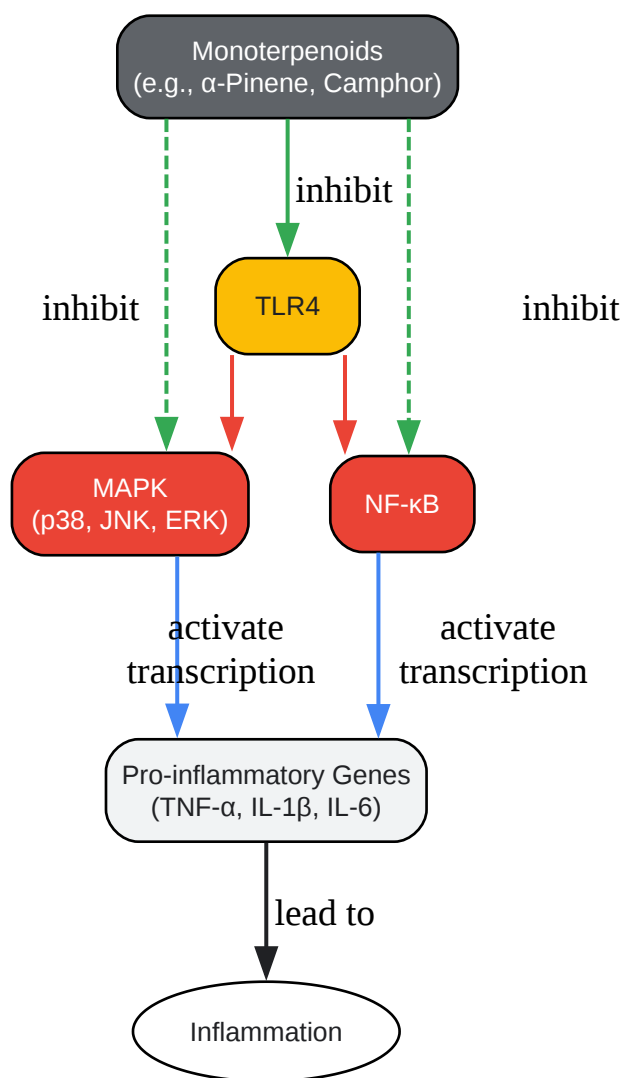 Monoterpenoids
(e.g., α-Pinene, Camphor)
inhibit
TLR4
inhibit
inhibit
MAPK
(p38, JNK, ERK)
NF-κB
activate
transcription
activate
transcription
Pro-inflammatory Genes
(TNF-α, IL-1β, IL-6)
lead to
Inflammation